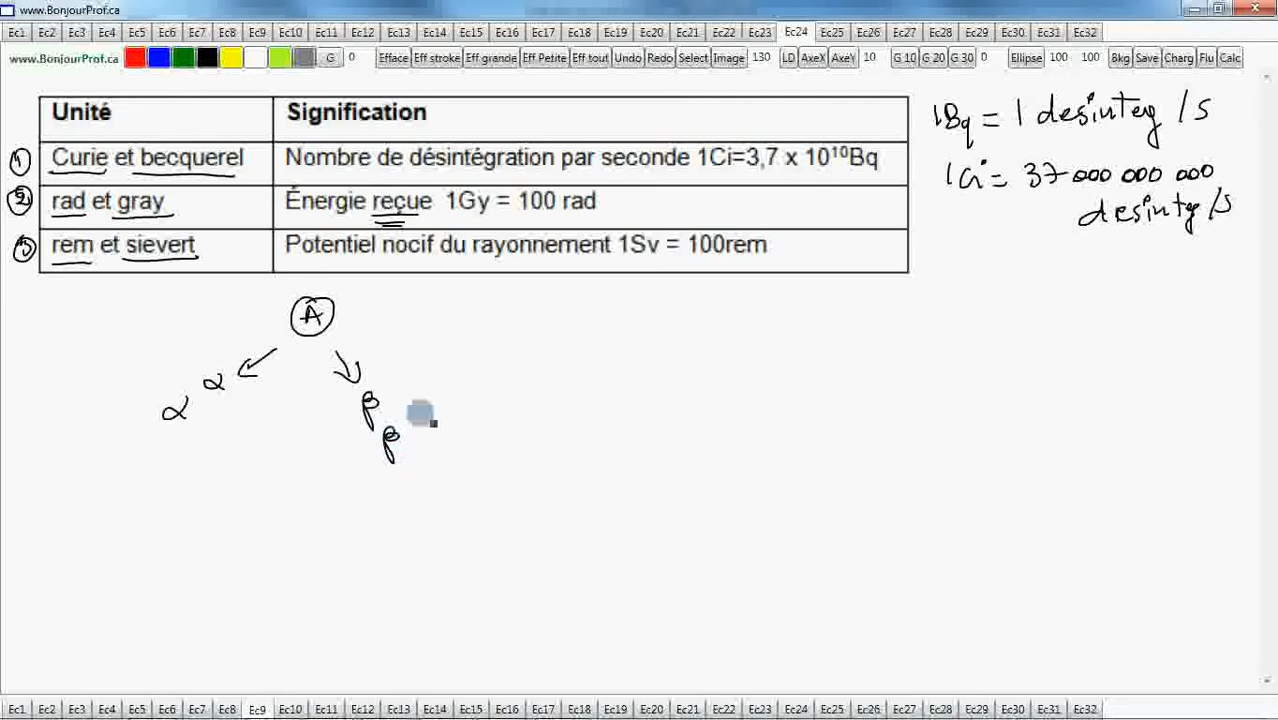 www.BonjourProf.ca
Ec1 Ec2 Ec3 Ec4 Ec5 Ec6 Ec7 Ec8 Ec9 Ec10 Ec11 Ec12 Ec13 Ec14 Ec15 Ec16 Ec17 Ec18 Ec19 Ec20 Ec21 Ec22 Ec23 Ec24 Ec25 Ec26 Ec27 Ec28 Ec29 Ec30 Ec31 Ec32
www.BonjourProf.ca G 0 Efface Eff stroke Eff grande Eff Petite Eff tout Undo Redo Select Image 130 LD AxeX AxeY 10 G 10 G 20 G 30 0 Ellipse 100 100 Bkg Save Charg Flu Calc
Unité Signification
1 Curie et becquerel Nombre de désintégration par seconde 1Ci=3,7 x 10¹⁰Bq
2 rad et gray Énergie reçue 1Gy = 100 rad
3 rem et sievert Potentiel nocif du rayonnement 1Sv = 100rem
1Bq = 1 desinteg /s
1Ci = 37 000 000 000
desintg /s
A
α
β
α
β
Ec1 Ec2 Ec3 Ec4 Ec5 Ec6 Ec7 Ec8 Ec9 Ec10 Ec11 Ec12 Ec13 Ec14 Ec15 Ec16 Ec17 Ec18 Ec19 Ec20 Ec21 Ec22 Ec23 Ec24 Ec25 Ec26 Ec27 Ec28 Ec29 Ec30 Ec31 Ec32